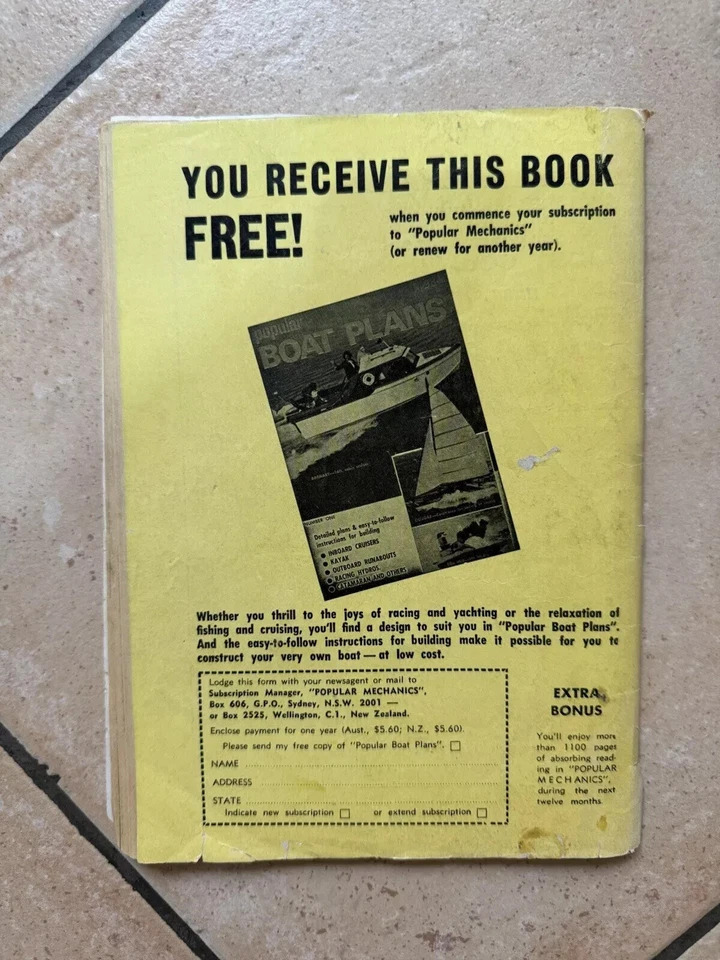 YOU RECEIVE THIS BOOK
FREE!
when you commence your subscription
to "Popular Mechanics"
(or renew for another year).
popular
BOAT PLANS
NUMBER ONE
Detailed plans & easy-to-follow
instructions for building
● INBOARD CRUISERS
● KAYAK
● OUTBOARD RUNABOUTS
● RACING HYDROS
● CATAMARAN AND OTHERS
Whether you thrill to the joys of racing and yachting or the relaxation of
fishing and cruising, you'll find a design to suit you in "Popular Boat Plans".
And the easy-to-follow instructions for building make it possible for you to
construct your very own boat — at low cost.
Lodge this form with your newsagent or mail to
Subscription Manager, "POPULAR MECHANICS",
Box 606, G.P.O., Sydney, N.S.W. 2001 —
or Box 2525, Wellington, C.1., New Zealand.
Enclose payment for one year (Aust., $5.60; N.Z., $5.60).
Please send my free copy of "Popular Boat Plans".
NAME
ADDRESS
STATE
Indicate new subscription or extend subscription
EXTRA
BONUS
You'll enjoy more
than 1100 pages
of absorbing read-
ing in "POPULAR
MECHANICS",
during the next
twelve months.